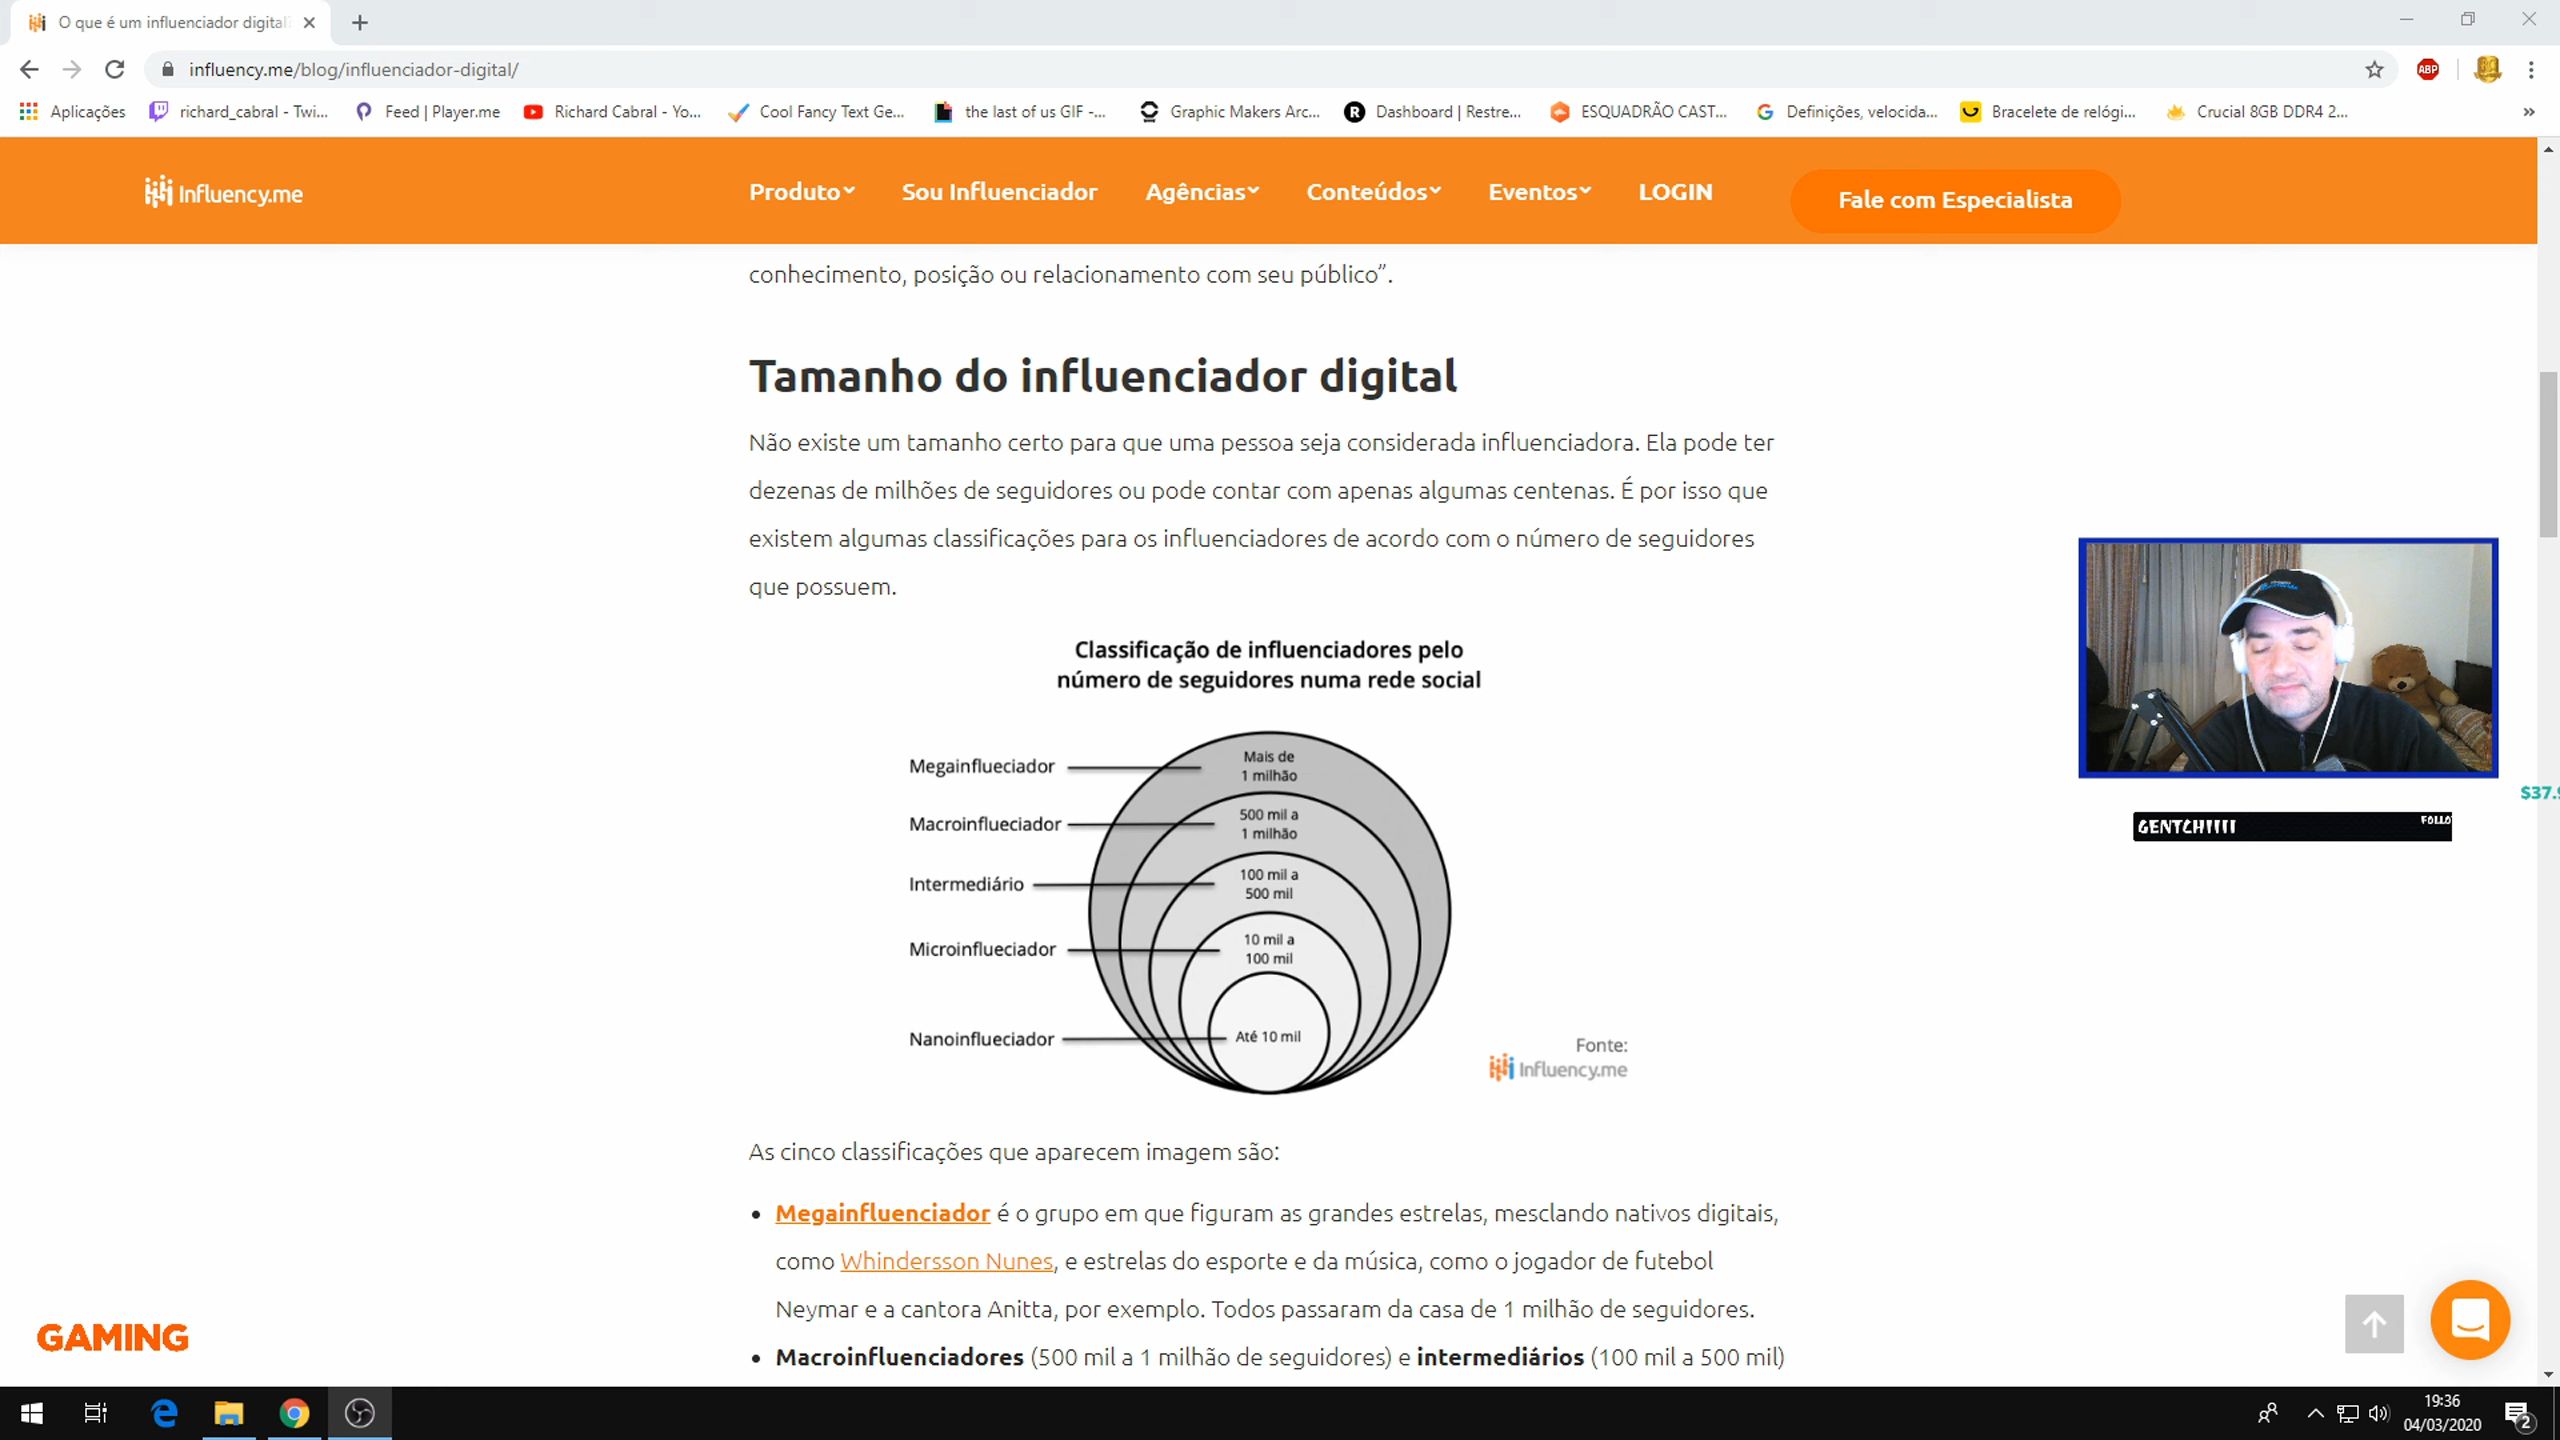 O que é um influenciador digital?
influency.me/blog/influenciador-digital/
ABP
Aplicações
richard_cabral - Twi...
Feed | Player.me
Richard Cabral - Yo...
Cool Fancy Text Ge...
the last of us GIF -...
Graphic Makers Arc...
Dashboard | Restre...
ESQUADRÃO CAST...
Definições, velocida...
Bracelete de relógi...
Crucial 8GB DDR4 2...
»
Influency.me
Produto
Sou Influenciador
Agências
Conteúdos
Eventos
LOGIN
Fale com Especialista
conhecimento, posição ou relacionamento com seu público”.
Tamanho do influenciador digital
Não existe um tamanho certo para que uma pessoa seja considerada influenciadora. Ela pode ter
dezenas de milhões de seguidores ou pode contar com apenas algumas centenas. É por isso que
existem algumas classificações para os influenciadores de acordo com o número de seguidores
que possuem.
Classificação de influenciadores pelo
número de seguidores numa rede social
Megainflueciador
Mais de
1 milhão
Macroinflueciador
500 mil a
1 milhão
Intermediário
100 mil a
500 mil
Microinflueciador
10 mil a
100 mil
Nanoinflueciador
Até 10 mil
Fonte:
Influency.me
$37.9
GENTCHIIII
FOLLO
As cinco classificações que aparecem imagem são:
• Megainfluenciador é o grupo em que figuram as grandes estrelas, mesclando nativos digitais,
como Whindersson Nunes, e estrelas do esporte e da música, como o jogador de futebol
Neymar e a cantora Anitta, por exemplo. Todos passaram da casa de 1 milhão de seguidores.
• Macroinfluenciadores (500 mil a 1 milhão de seguidores) e intermediários (100 mil a 500 mil)
GAMING
19:36
04/03/2020
2